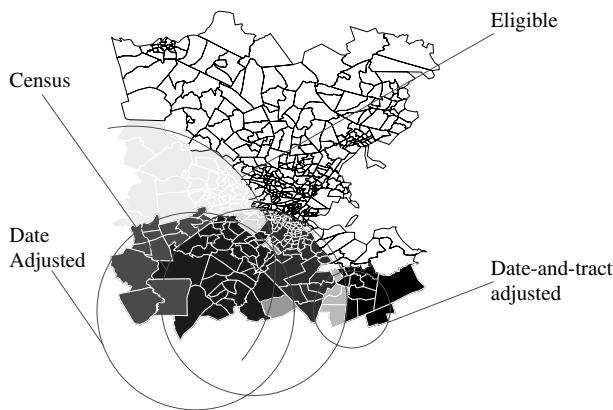 Eligible
Census
Date
Adjusted
Date-and-tract
adjusted